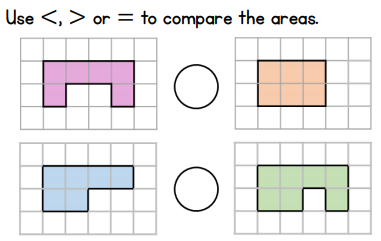 Use <, > or = to compare the areas.